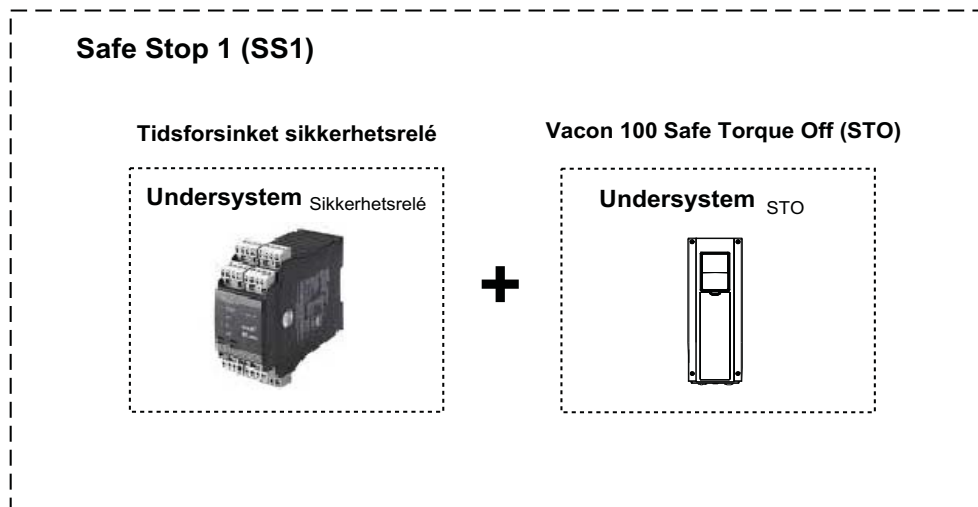 Safe Stop 1 (SS1)
Tidsforsinket sikkerhetsrelé
Vacon 100 Safe Torque Off (STO)
Undersystem Sikkerhetsrelé
Undersystem STO
+